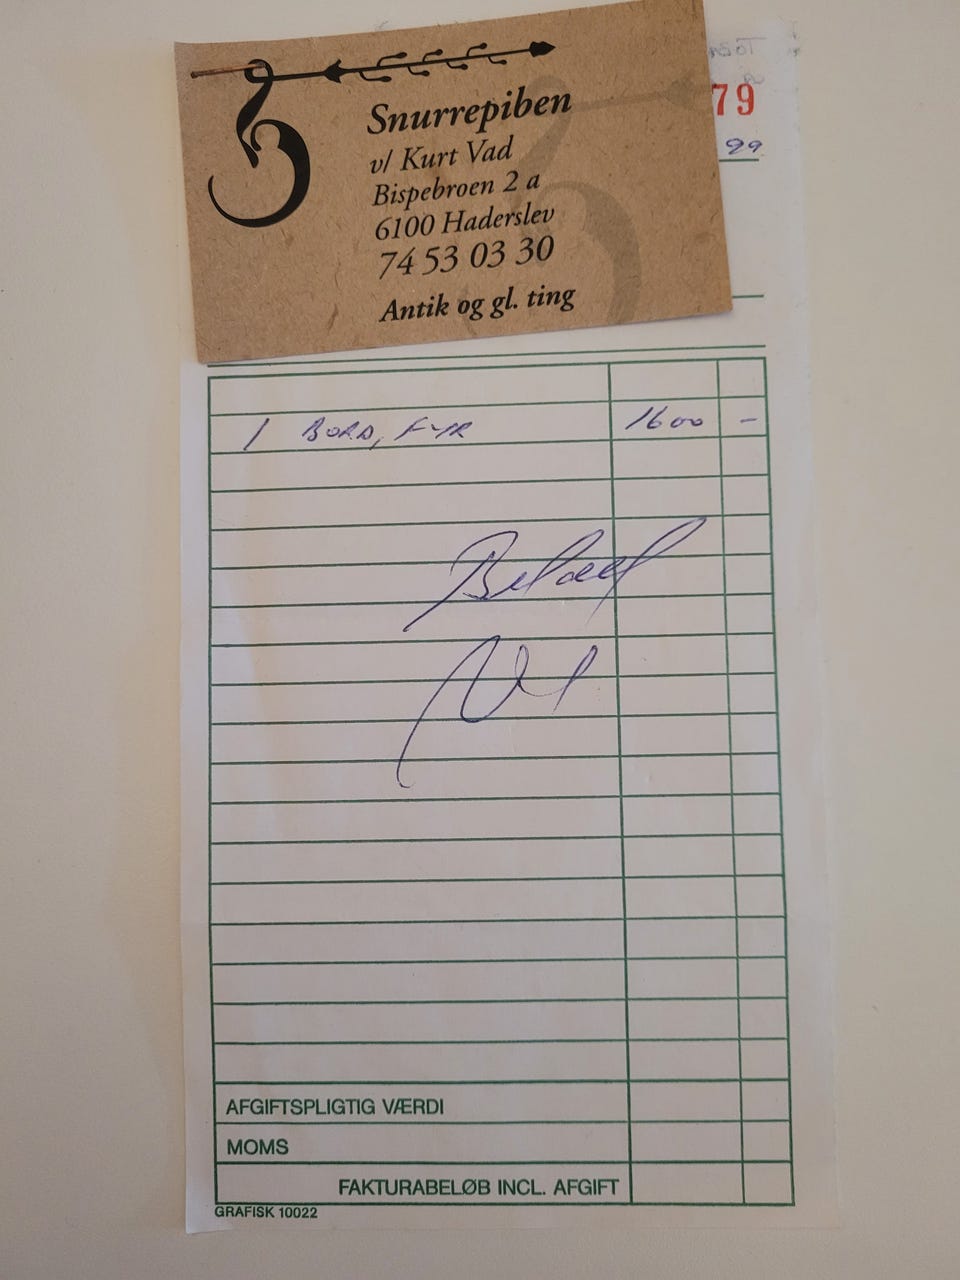 79
99
Snurrepiben
v/ Kurt Vad
Bispebroen 2 a
6100 Haderslev
74 53 03 30
Antik og gl. ting
1 BORD, FYR 1600 -
Betalt
AFGIFTSPLIGTIG VÆRDI
MOMS
FAKTURABELØB INCL. AFGIFT
GRAFISK 10022